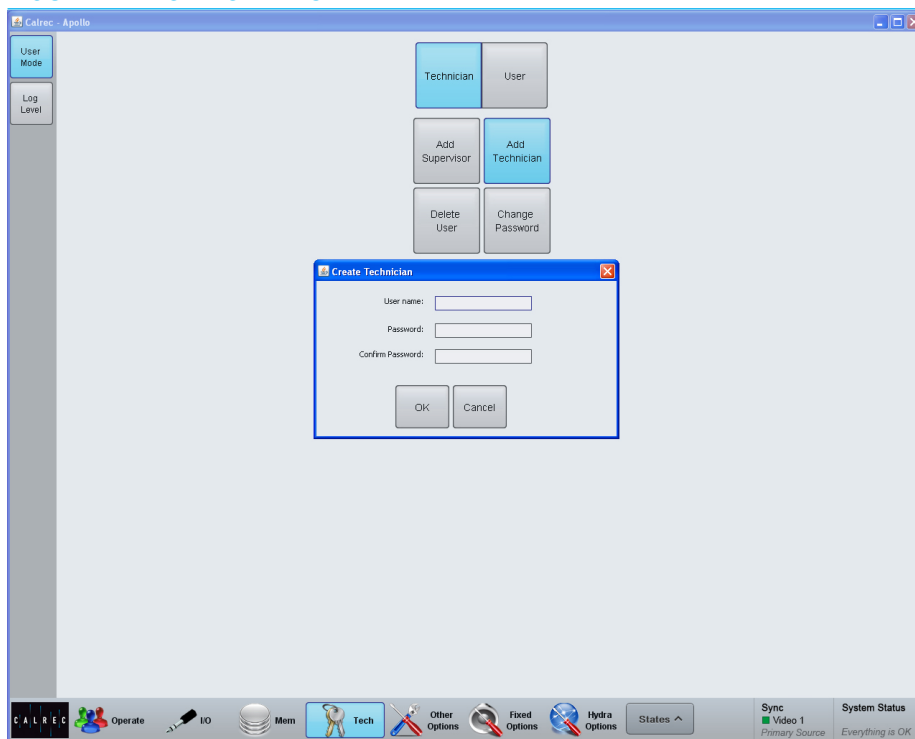 Calrec - Apollo
User
Mode
Log
Level
Technician
User
Add
Supervisor
Add
Technician
Delete
User
Change
Password
Create Technician
User name:
Password:
Confirm Password:
OK
Cancel
CALREC
Operate
I/O
Mem
Tech
Other
Options
Fixed
Options
Hydra
Options
States ^
Sync
Video 1
Primary Source
System Status
Everything is OK